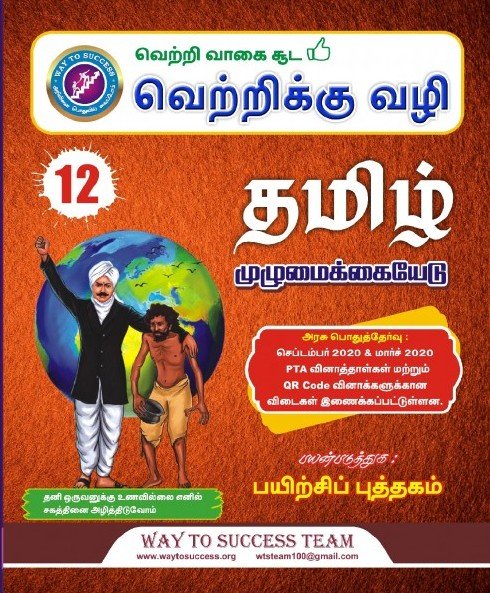 வெற்றி வாகை சூட
வெற்றிக்கு வழி
WAY TO SUCCESS
12
தமிழ்
முழுமைக்கையேடு
அரசு பொதுத்தேர்வு :
செப்டம்பர் 2020 & மார்ச் 2020
PTA வினாத்தாள்கள் மற்றும்
QR Code வினாக்களுக்கான
விடைகள் இணைக்கப்பட்டுள்ளன.
பயன்படுத்துக :
பயிற்சிப் புத்தகம்
தனி ஒருவனுக்கு உணவில்லை எனில்
சகத்தினை அழித்திடுவோம்
WAY TO SUCCESS TEAM
www.waytosuccess.org wtsteam100@gmail.com